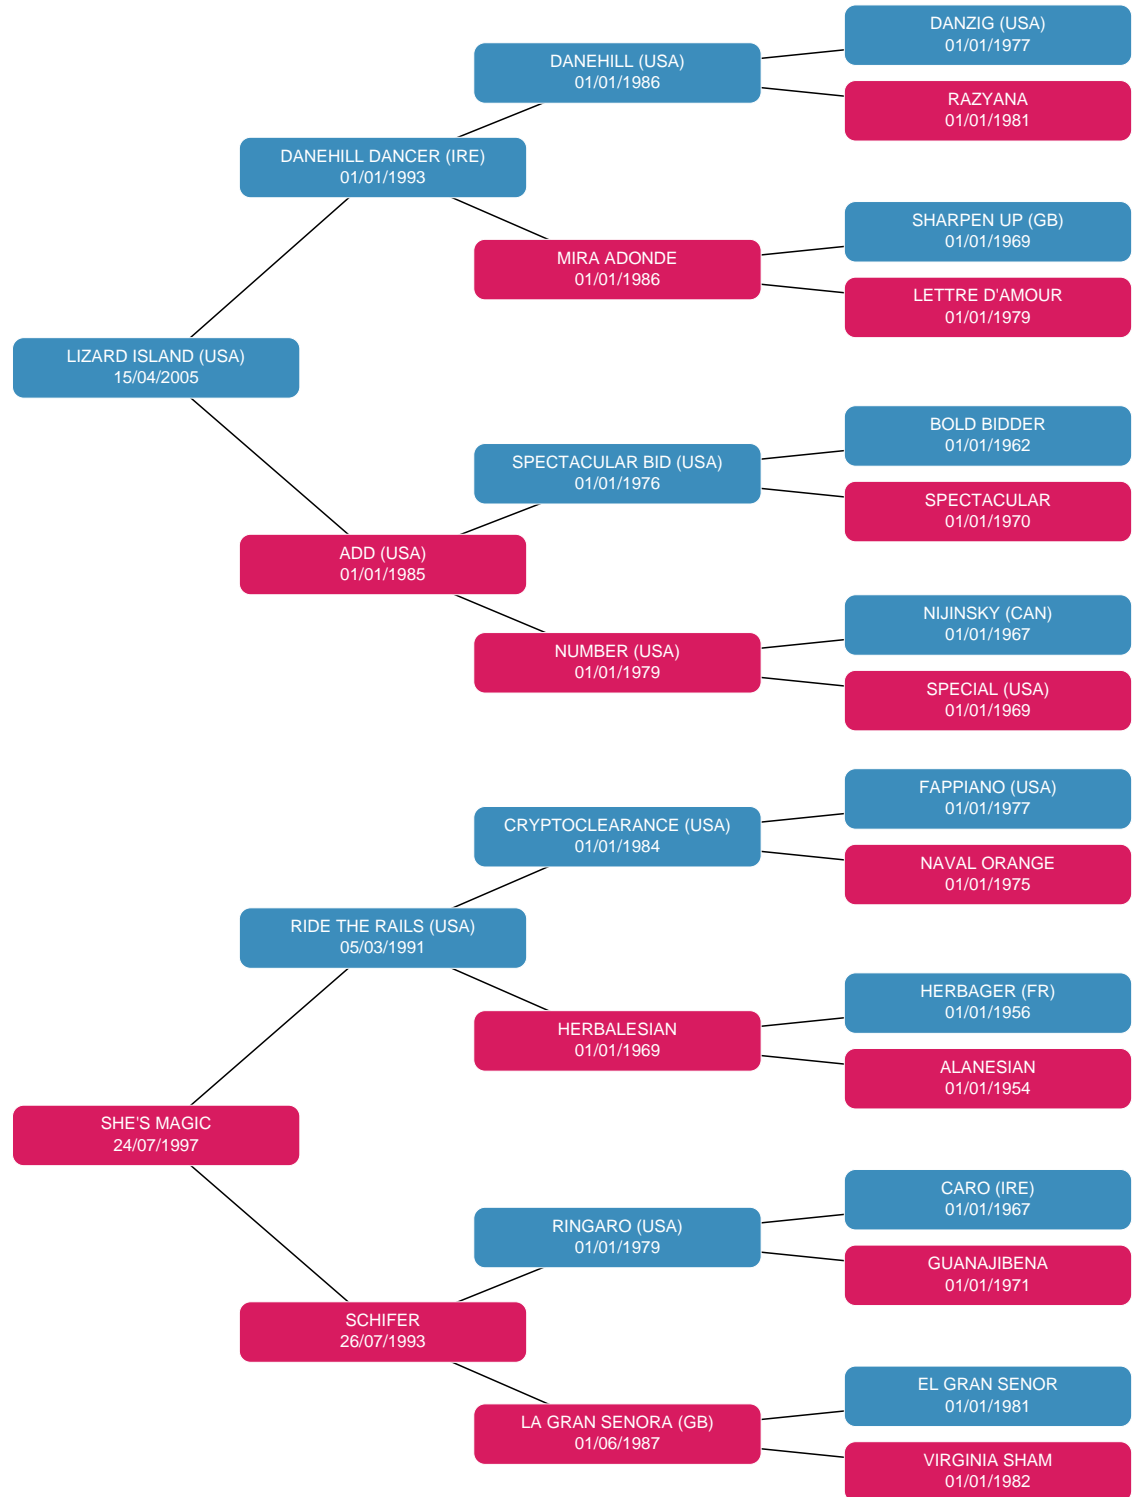 DANZIG (USA)
01/01/1977
DANEHILL (USA)
01/01/1986
RAZYANA
01/01/1981
DANEHILL DANCER (IRE)
01/01/1993
SHARPEN UP (GB)
01/01/1969
MIRA ADONDE
01/01/1986
LETTRE D'AMOUR
01/01/1979
LIZARD ISLAND (USA)
15/04/2005
BOLD BIDDER
01/01/1962
SPECTACULAR BID (USA)
01/01/1976
SPECTACULAR
01/01/1970
ADD (USA)
01/01/1985
NIJINSKY (CAN)
01/01/1967
NUMBER (USA)
01/01/1979
SPECIAL (USA)
01/01/1969
FAPPIANO (USA)
01/01/1977
CRYPTOCLEARANCE (USA)
01/01/1984
NAVAL ORANGE
01/01/1975
RIDE THE RAILS (USA)
05/03/1991
HERBAGER (FR)
01/01/1956
HERBALESIAN
01/01/1969
ALANESIAN
01/01/1954
SHE'S MAGIC
24/07/1997
CARO (IRE)
01/01/1967
RINGARO (USA)
01/01/1979
GUANAJIBENA
01/01/1971
SCHIFER
26/07/1993
EL GRAN SENOR
01/01/1981
LA GRAN SENORA (GB)
01/06/1987
VIRGINIA SHAM
01/01/1982